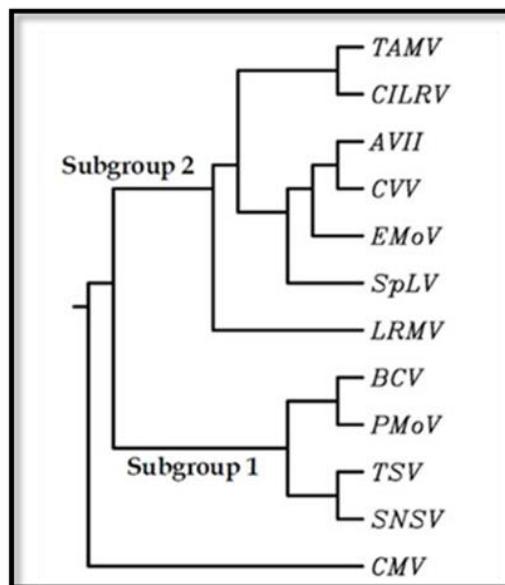 TAMV
CILRV
AVII
Subgroup 2
CVV
EMoV
SpLV
LRMV
BCV
PMoV
Subgroup 1
TSV
SNSV
CMV